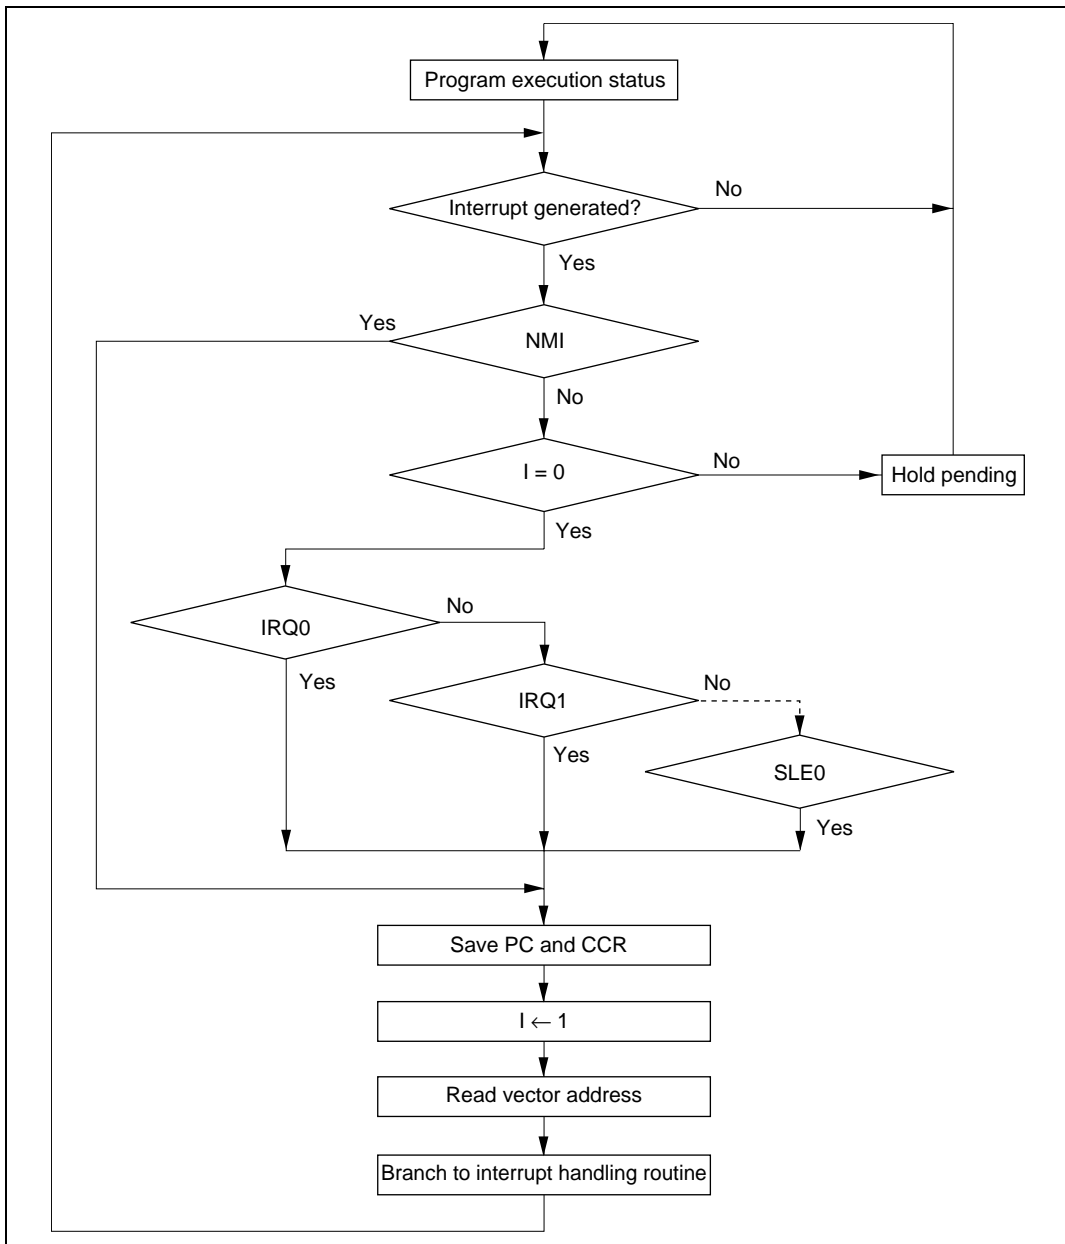 Program execution status
Interrupt generated?
No
Yes
Yes
NMI
No
I = 0
No
Hold pending
Yes
IRQ0
No
Yes
IRQ1
No
Yes
SLE0
Yes
Save PC and CCR
I ← 1
Read vector address
Branch to interrupt handling routine